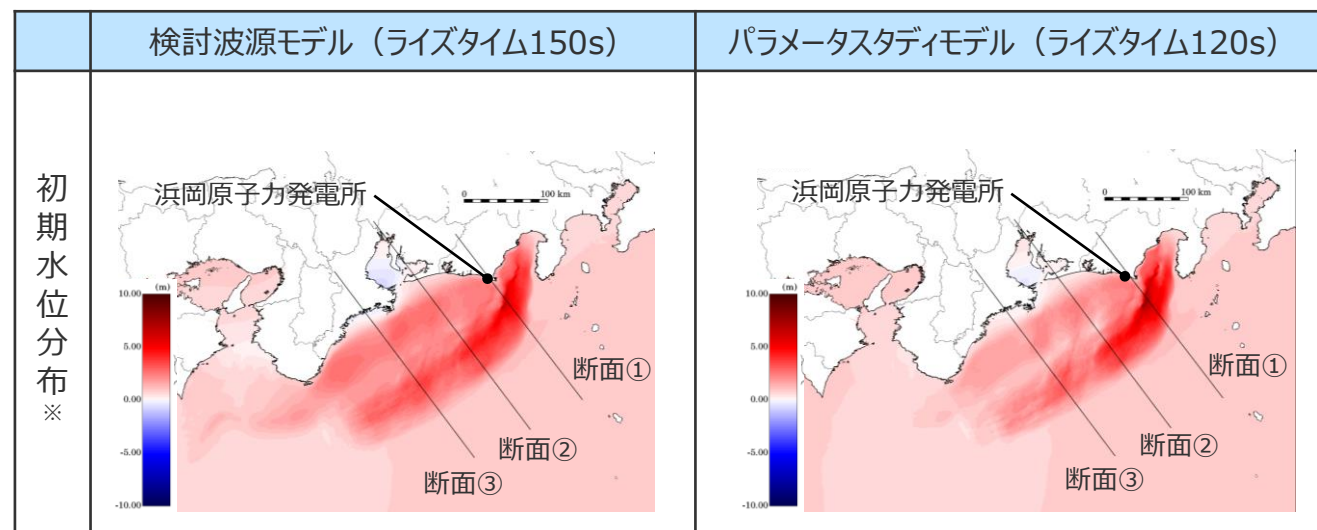 検討波源モデル（ライズタイム150s）
パラメータスタディモデル（ライズタイム120s）
初期水位分布※
浜岡原子力発電所
0 100 km
(m)
10.00
5.00
0.00
-5.00
-10.00
断面①
断面②
断面③
浜岡原子力発電所
0 100 km
(m)
10.00
5.00
0.00
-5.00
-10.00
断面①
断面②
断面③